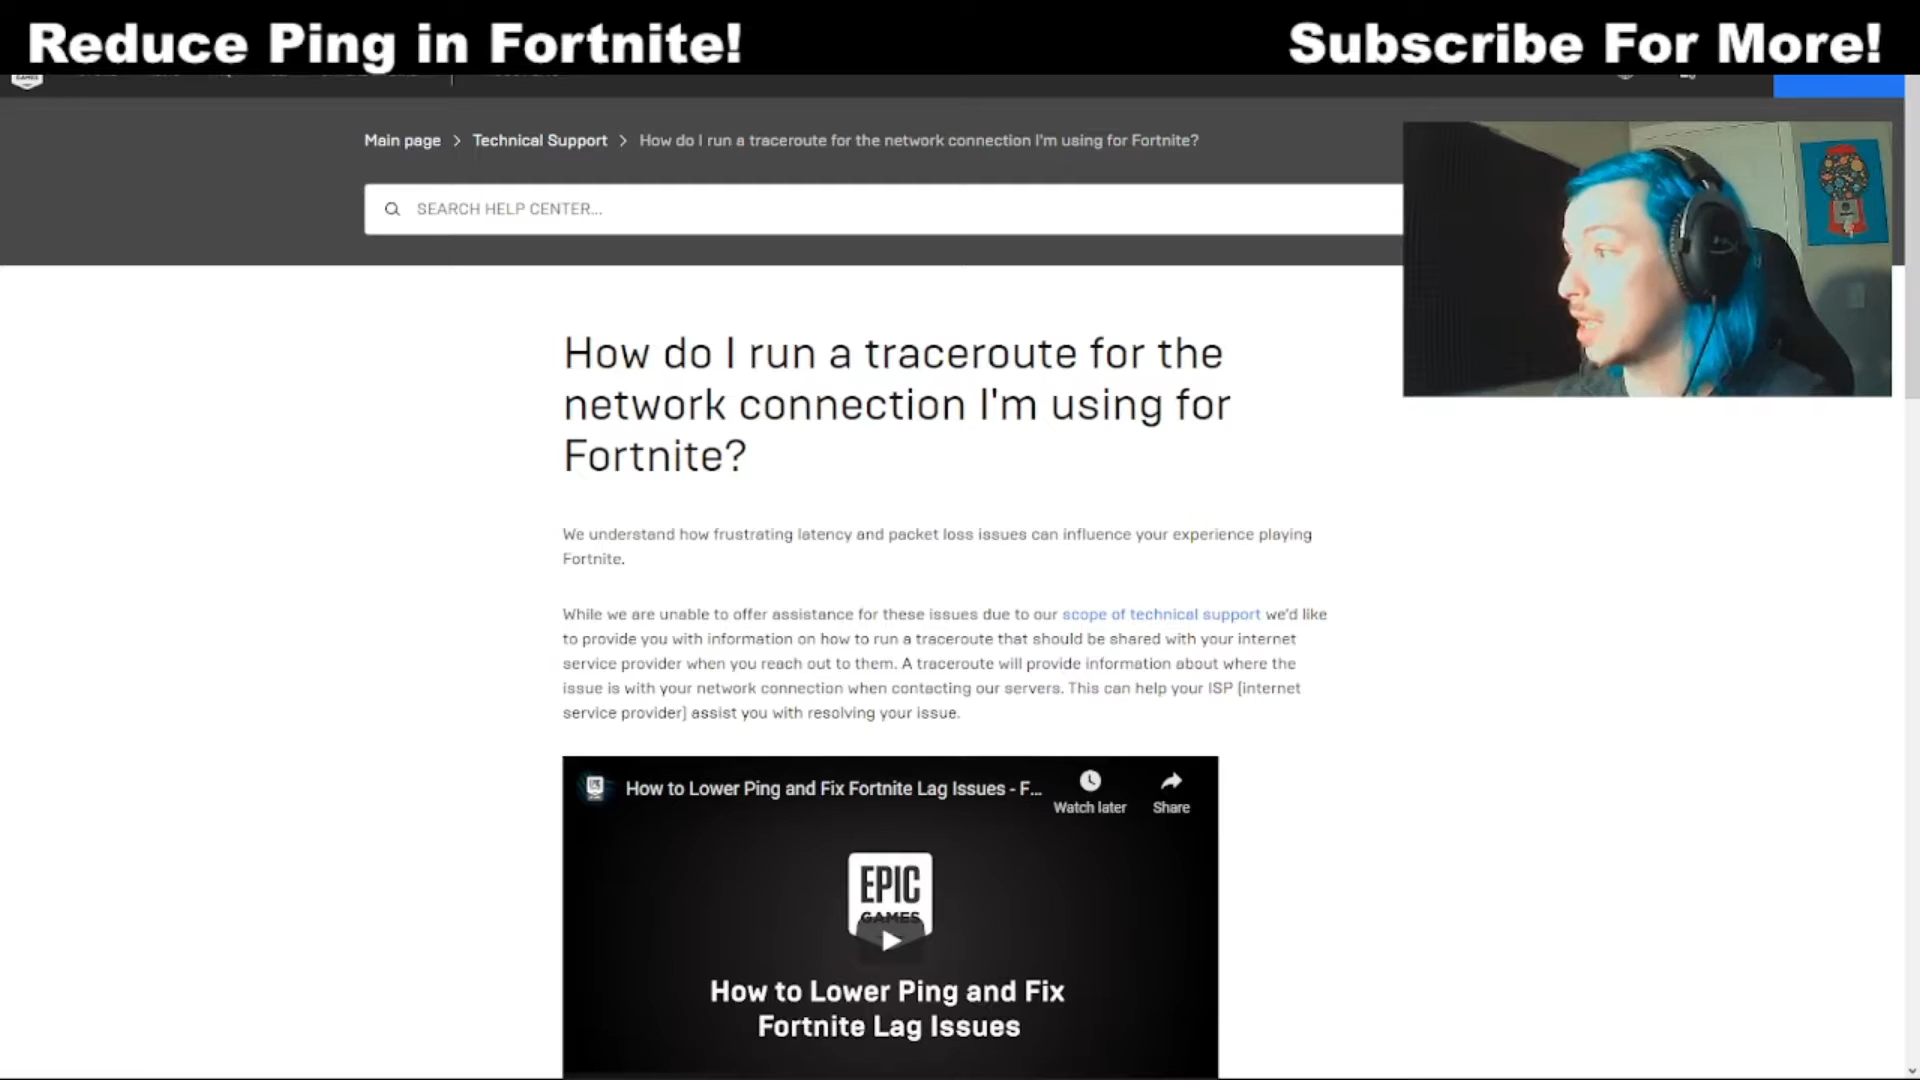 Reduce Ping in Fortnite!
Subscribe For More!
GAMES
Main page > Technical Support > How do I run a traceroute for the network connection I'm using for Fortnite?
SEARCH HELP CENTER...
How do I run a traceroute for the
network connection I'm using for
Fortnite?
We understand how frustrating latency and packet loss issues can influence your experience playing
Fortnite.
While we are unable to offer assistance for these issues due to our scope of technical support we'd like
to provide you with information on how to run a traceroute that should be shared with your internet
service provider when you reach out to them. A traceroute will provide information about where the
issue is with your network connection when contacting our servers. This can help your ISP (internet
service provider) assist you with resolving your issue.
EPIC
How to Lower Ping and Fix Fortnite Lag Issues - F...
Watch later
Share
EPIC
GAMES
How to Lower Ping and Fix
Fortnite Lag Issues